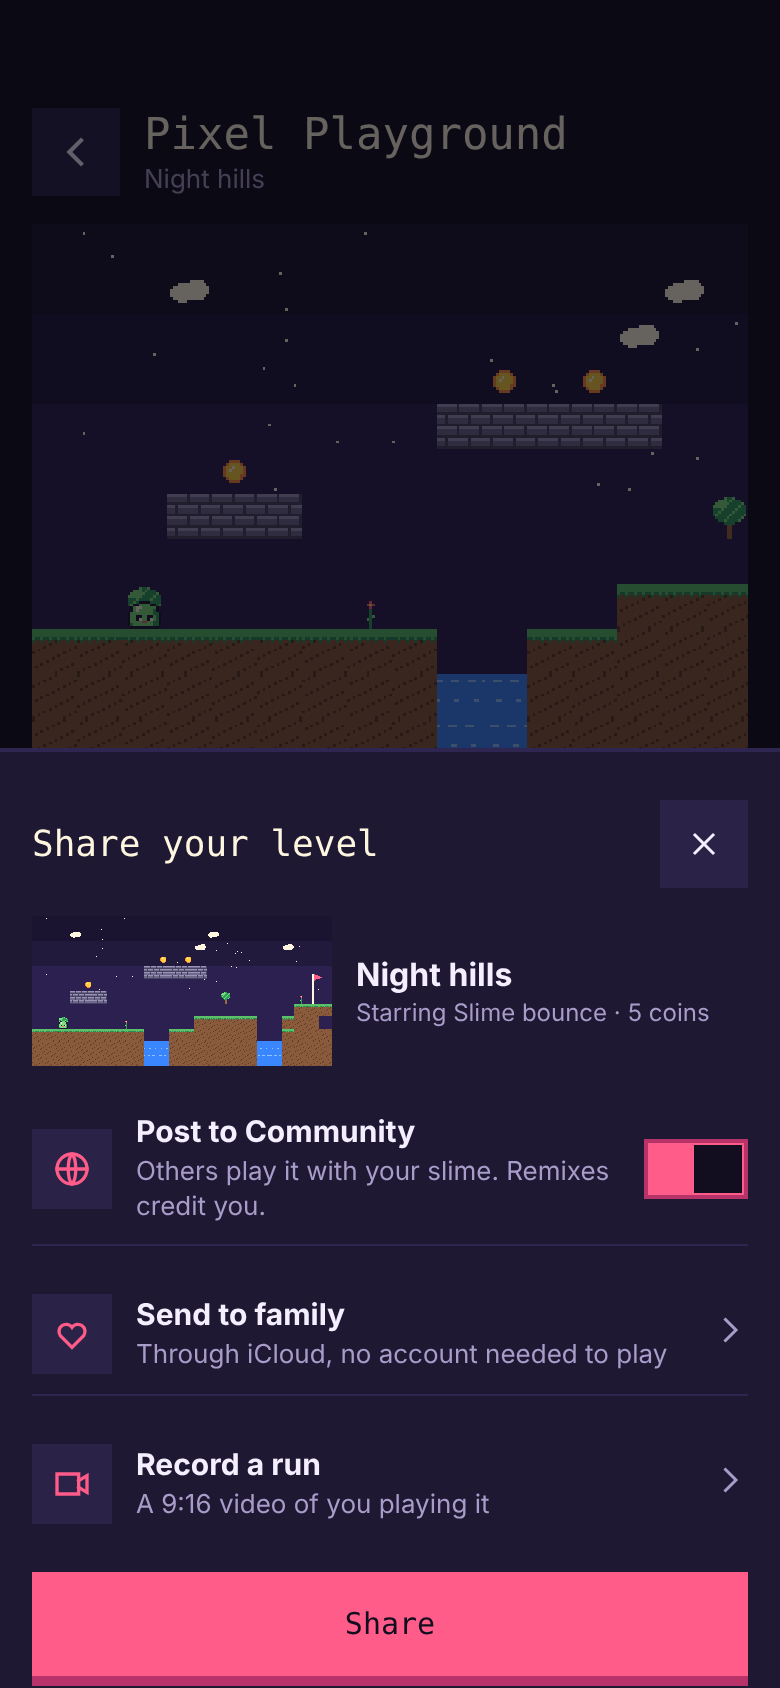 Pixel Playground
Night hills
Share your level
Night hills
Starring Slime bounce · 5 coins
Post to Community
Others play it with your slime. Remixes
credit you.
Send to family
Through iCloud, no account needed to play
Record a run
A 9:16 video of you playing it
Share